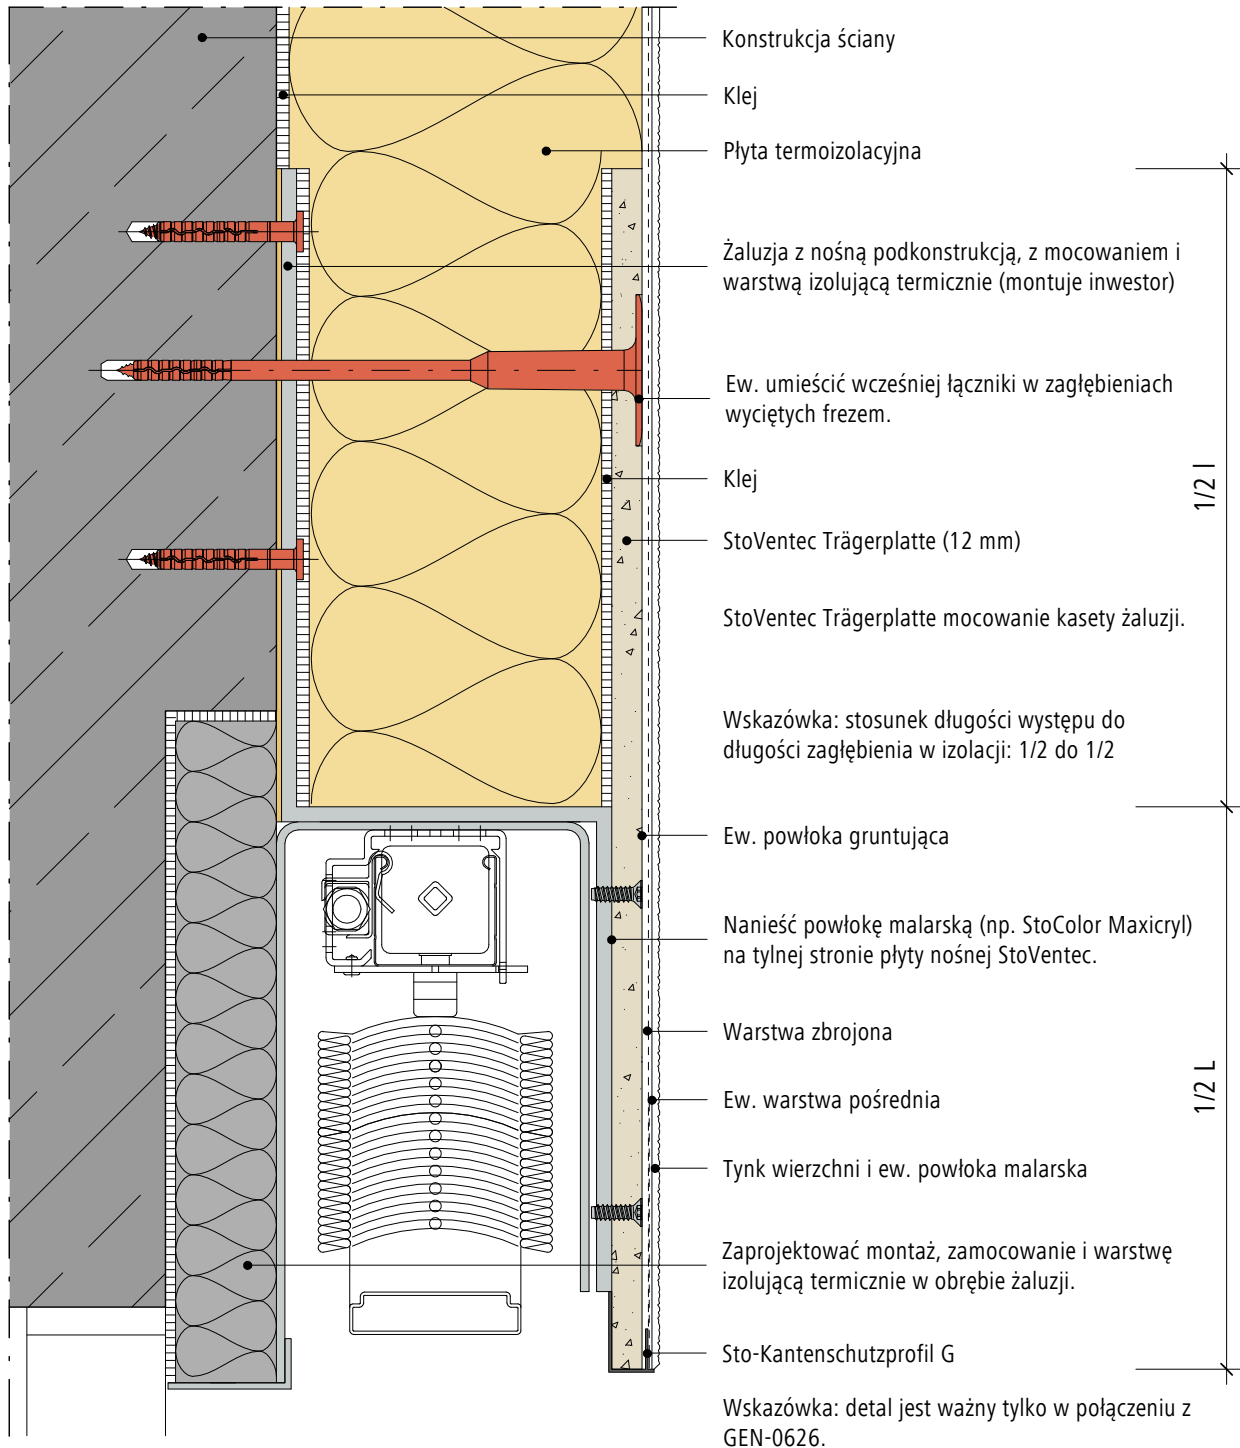 Konstrukcja ściany
Klej
Płyta termoizolacyjna
Żaluzja z nośną podkonstrukcją, z mocowaniem i
warstwą izolującą termicznie (montuje inwestor)
Ew. umieścić wcześniej łączniki w zagłębieniach
wyciętych frezem.
Klej
1/2 l
StoVentec Trägerplatte (12 mm)
StoVentec Trägerplatte mocowanie kasety żaluzji.
Wskazówka: stosunek długości występu do
długości zagłębienia w izolacji: 1/2 do 1/2
Ew. powłoka gruntująca
Nanieść powłokę malarską (np. StoColor Maxicryl)
na tylnej stronie płyty nośnej StoVentec.
Warstwa zbrojona
Ew. warstwa pośrednia
1/2 L
Tynk wierzchni i ew. powłoka malarska
Zaprojektować montaż, zamocowanie i warstwę
izolującą termicznie w obrębie żaluzji.
Sto-Kantenschutzprofil G
Wskazówka: detal jest ważny tylko w połączeniu z
GEN-0626.